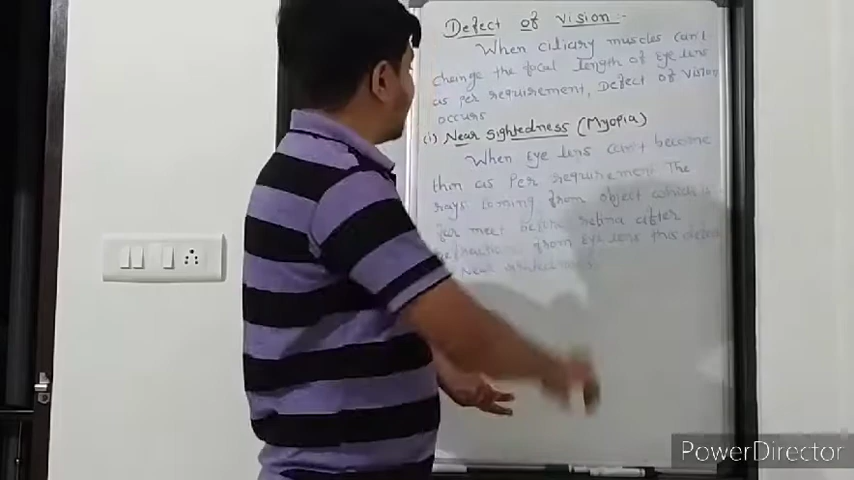 Defect of vision :-
When ciliary muscles can't
change the focal length of eye lens
as per requirement, Defect of vision
occurs
(i) Near sightedness (Myopia)
When Eye lens can't become
thin as Per requirement The
rays coming from object which is
far meet before retina after
refraction from Eye lens this defect
Near
PowerDirector